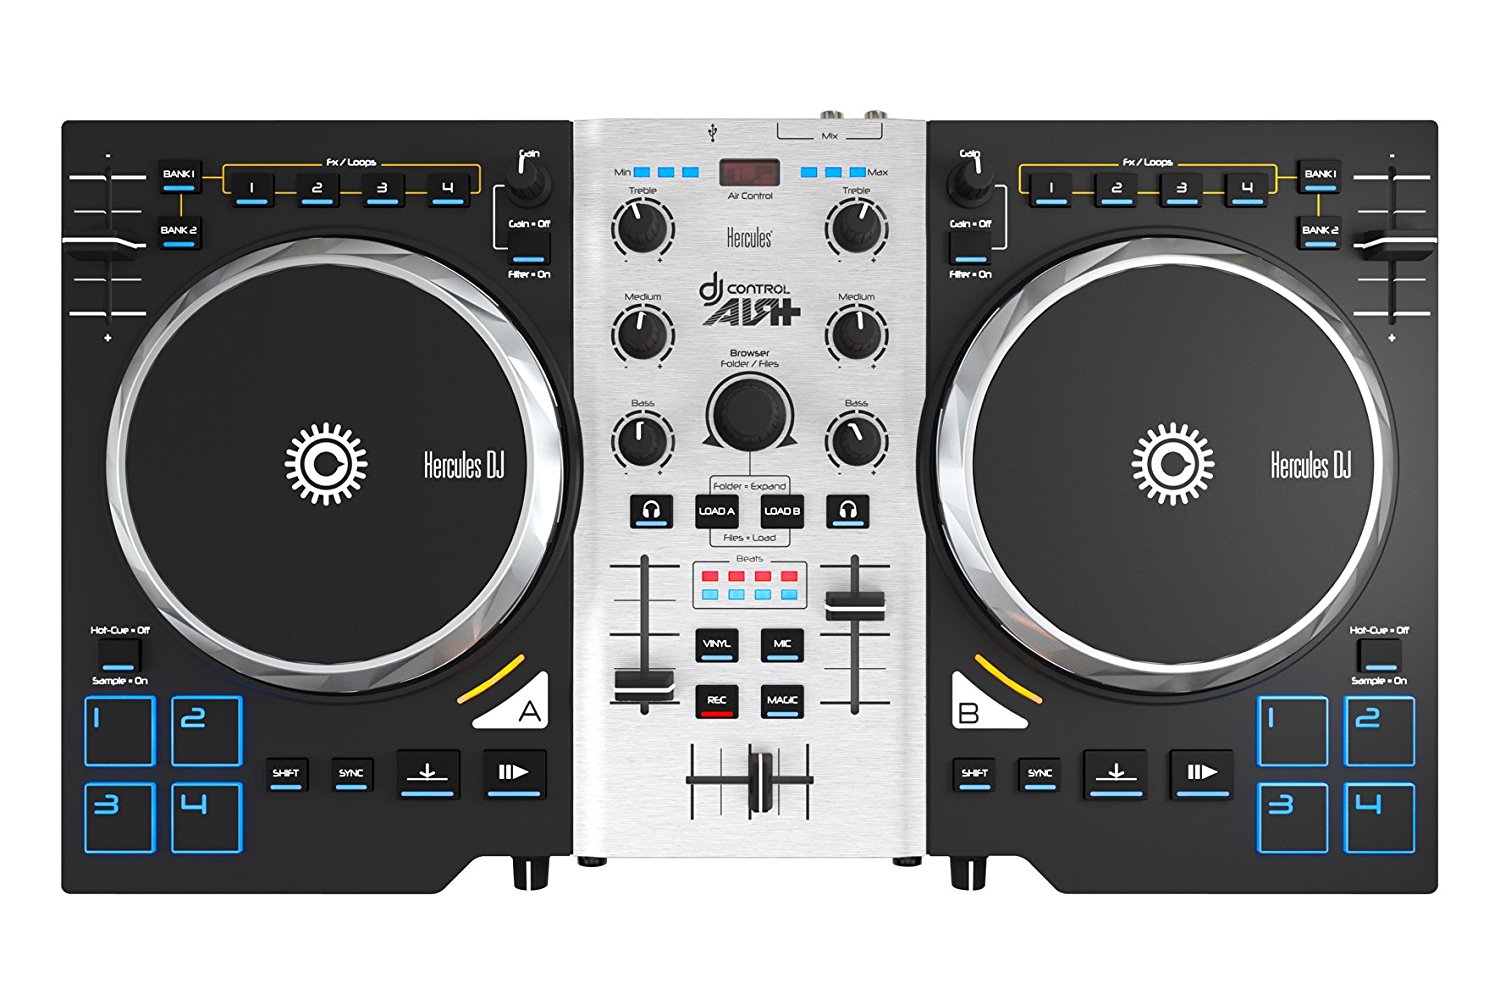 Mix
Min
Max
Air Control
Hercules®
dj CONTROL
AIR+
Browser
Folder / Files
Folder = Expand
LOAD A
LOAD B
Files = Load
Beats
VINYL
MIC
REC
MAGIC
Treble
- +
Medium
- +
Bass
- +
Treble
- +
Medium
- +
Bass
- +
-
+
BANK 1
BANK 2
Fx / Loops
1 2 3 4
Gain
Gain = Off
Filter = On
Hercules DJ
Hot-Cue = Off
Sample = On
1 2
3 4
SHIFT
SYNC
A
Gain
Gain = Off
Filter = On
Fx / Loops
1 2 3 4
BANK 1
BANK 2
-
+
Hercules DJ
B
SHIFT
SYNC
Hot-Cue = Off
Sample = On
1 2
3 4